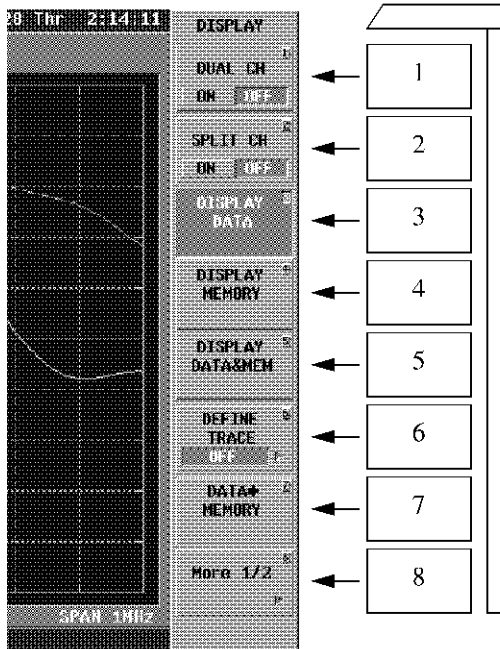 28 Thr 2:14 11
DISPLAY
DUAL CH
ON OFF
1
SPLIT CH
ON OFF
2
DISPLAY
DATA
3
DISPLAY
MEMORY
4
DISPLAY
DATA&MEM
5
DEFINE
TRACE
OFF
6
DATA➔
MEMORY
7
More 1/2
8
SPAN 1MHz